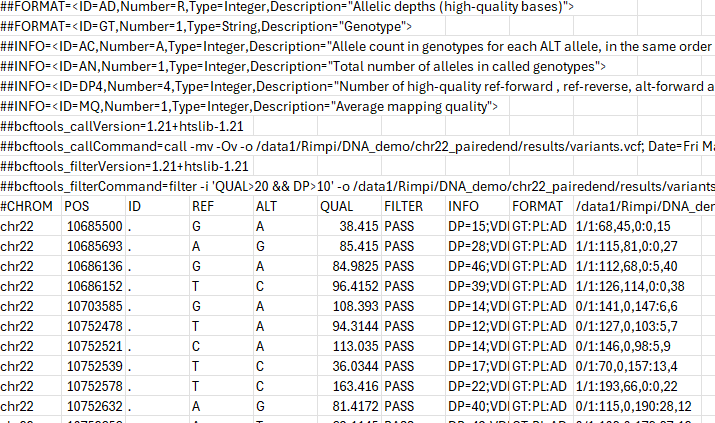 ##FORMAT=<ID=AD,Number=R,Type=Integer,Description="Allelic depths (high-quality bases)">
##FORMAT=<ID=GT,Number=1,Type=String,Description="Genotype">
##INFO=<ID=AC,Number=A,Type=Integer,Description="Allele count in genotypes for each ALT allele, in the same order
##INFO=<ID=AN,Number=1,Type=Integer,Description="Total number of alleles in called genotypes">
##INFO=<ID=DP4,Number=4,Type=Integer,Description="Number of high-quality ref-forward , ref-reverse, alt-forward a
##INFO=<ID=MQ,Number=1,Type=Integer,Description="Average mapping quality">
##bcftools_callVersion=1.21+htslib-1.21
##bcftools_callCommand=call -mv -Ov -o /data1/Rimpi/DNA_demo/chr22_pairedend/results/variants.vcf; Date=Fri Ma
##bcftools_filterVersion=1.21+htslib-1.21
##bcftools_filterCommand=filter -i 'QUAL>20 && DP>10' -o /data1/Rimpi/DNA_demo/chr22_pairedend/results/variants
#CHROM POS ID REF ALT QUAL FILTER INFO FORMAT /data1/Rimpi/DNA_der
chr22 10685500 . G A 38.415 PASS DP=15;VDI GT:PL:AD 1/1:68,45,0:0,15
chr22 10685693 . A G 85.415 PASS DP=28;VDI GT:PL:AD 1/1:115,81,0:0,27
chr22 10686136 . G A 84.9825 PASS DP=46;VDI GT:PL:AD 1/1:112,68,0:5,40
chr22 10686152 . T C 96.4152 PASS DP=39;VDI GT:PL:AD 1/1:126,114,0:0,38
chr22 10703585 . G A 108.393 PASS DP=14;VDI GT:PL:AD 0/1:141,0,147:6,6
chr22 10752478 . T A 94.3144 PASS DP=12;VDI GT:PL:AD 0/1:127,0,103:5,7
chr22 10752521 . C A 113.035 PASS DP=14;VDI GT:PL:AD 0/1:146,0,98:5,9
chr22 10752539 . T C 36.0344 PASS DP=17;VDI GT:PL:AD 0/1:70,0,157:13,4
chr22 10752578 . T C 163.416 PASS DP=22;VDI GT:PL:AD 1/1:193,66,0:0,22
chr22 10752632 . A G 81.4172 PASS DP=40;VDI GT:PL:AD 0/1:115,0,190:28,12